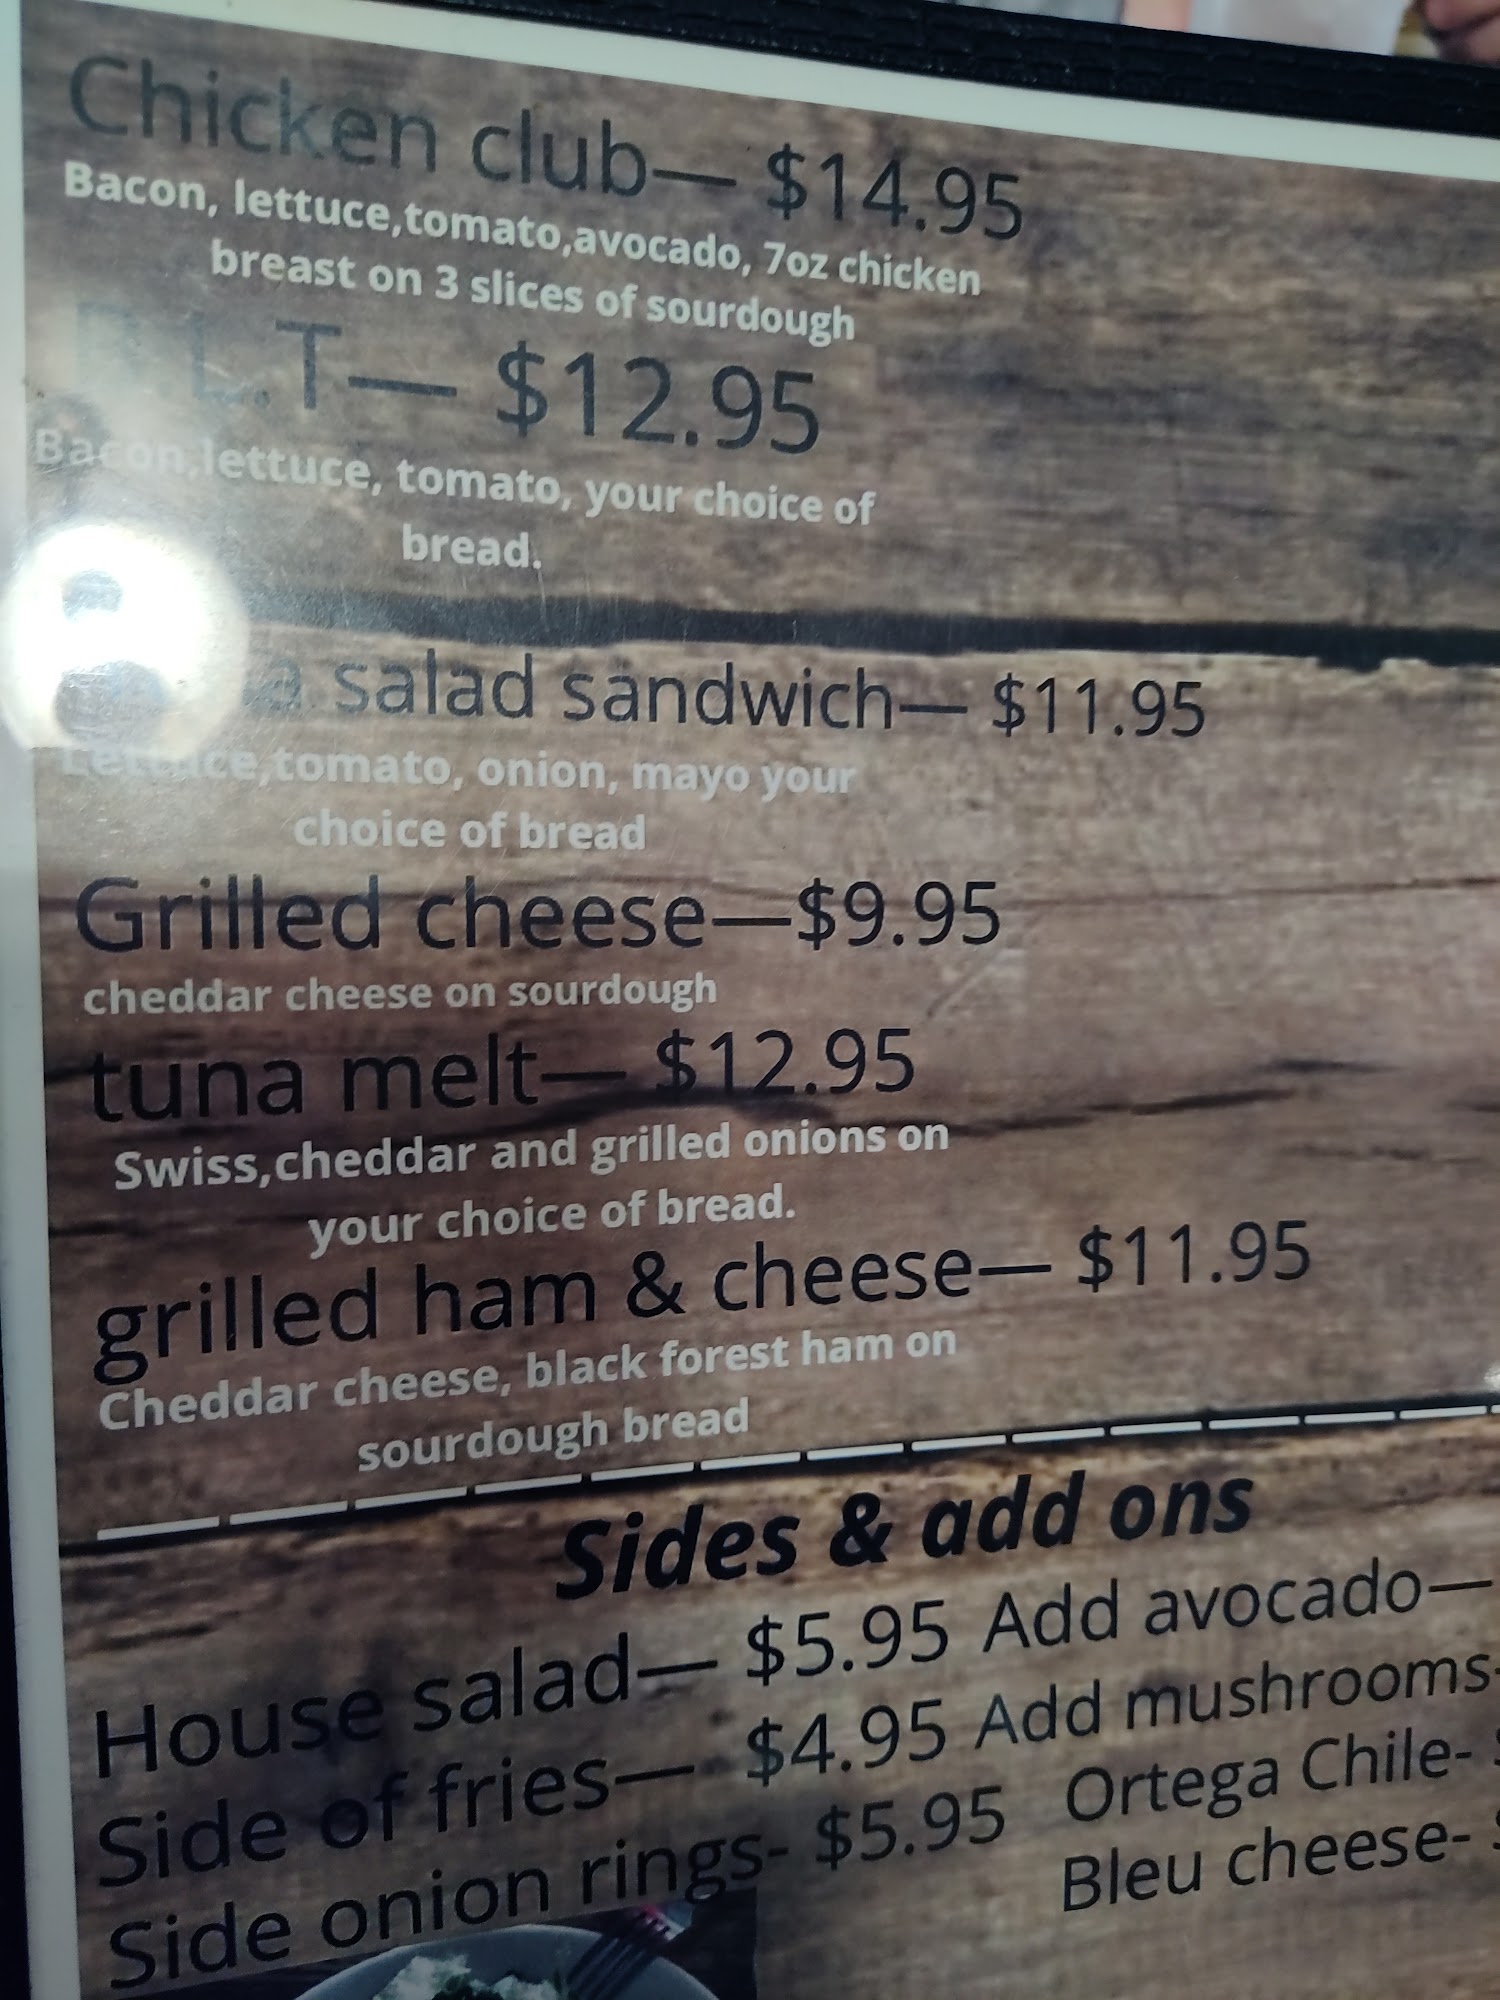 Chicken club— $14.95
Bacon, lettuce,tomato,avocado, 7oz chicken
breast on 3 slices of sourdough
B.L.T— $12.95
Bacon,lettuce, tomato, your choice of
bread.
salad sandwich— $11.95
Lettuce,tomato, onion, mayo your
choice of bread
Grilled cheese—$9.95
cheddar cheese on sourdough
tuna melt— $12.95
Swiss,cheddar and grilled onions on
your choice of bread.
grilled ham & cheese— $11.95
Cheddar cheese, black forest ham on
sourdough bread
Sides & add ons
House salad— $5.95 Add avocado—
Side of fries— $4.95 Add mushrooms-
Side onion rings- $5.95 Ortega Chile- $
Bleu cheese- $